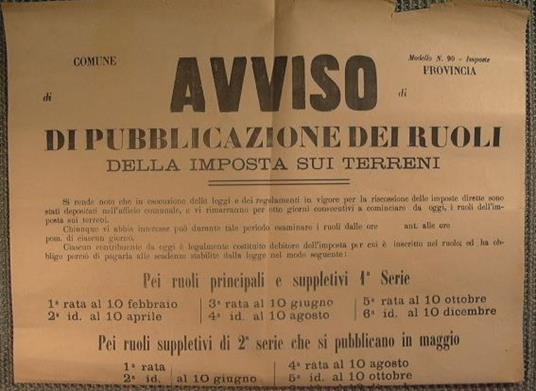 Modello N. 90 - Imposte
COMUNE
PROVINCIA
AVVISO
di
di
DI PUBBLICAZIONE DEI RUOLI
DELLA IMPOSTA SUI TERRENI
Si rende noto che in esecuzione delle leggi e dei regolamenti in vigore per la riscossione delle imposte dirette sono
stati depositati nell'ufficio comunale, e vi rimarranno per otto giorni consecutivi a cominciare da oggi, i ruoli dell'im-
posta sui terreni.
Chiunque vi abbia interesse può durante tale periodo esaminare i ruoli dalle ore ant. alle ore
pom. di ciascun giorno.
Ciascun contribuente da oggi è legalmente costituito debitore dell'imposta per cui è inscritto nel ruolo; ed ha ob-
bligo perciò di pagarla alle scadenze stabilite dalla legge nel modo seguente:
Pei ruoli principali e suppletivi 1ª Serie
1ª rata al 10 febbraio
2ª id. al 10 aprile
3ª rata al 10 giugno
4ª id. al 10 agosto
5ª rata al 10 ottobre
6ª id. al 10 dicembre
Pei ruoli suppletivi di 2ª serie che si pubblicano in maggio
1ª rata
2ª id.
al 10 giugno
4ª rata al 10 agosto
5ª id. al 10 ottobre